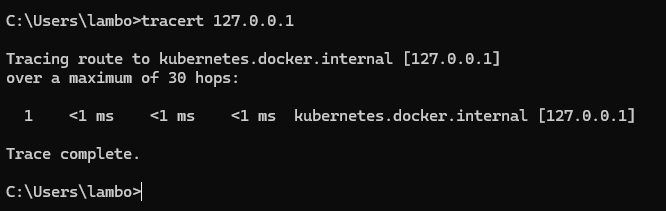 C:\Users\lambo>tracert 127.0.0.1
Tracing route to kubernetes.docker.internal [127.0.0.1]
over a maximum of 30 hops:
1 <1 ms <1 ms <1 ms kubernetes.docker.internal [127.0.0.1]
Trace complete.
C:\Users\lambo>